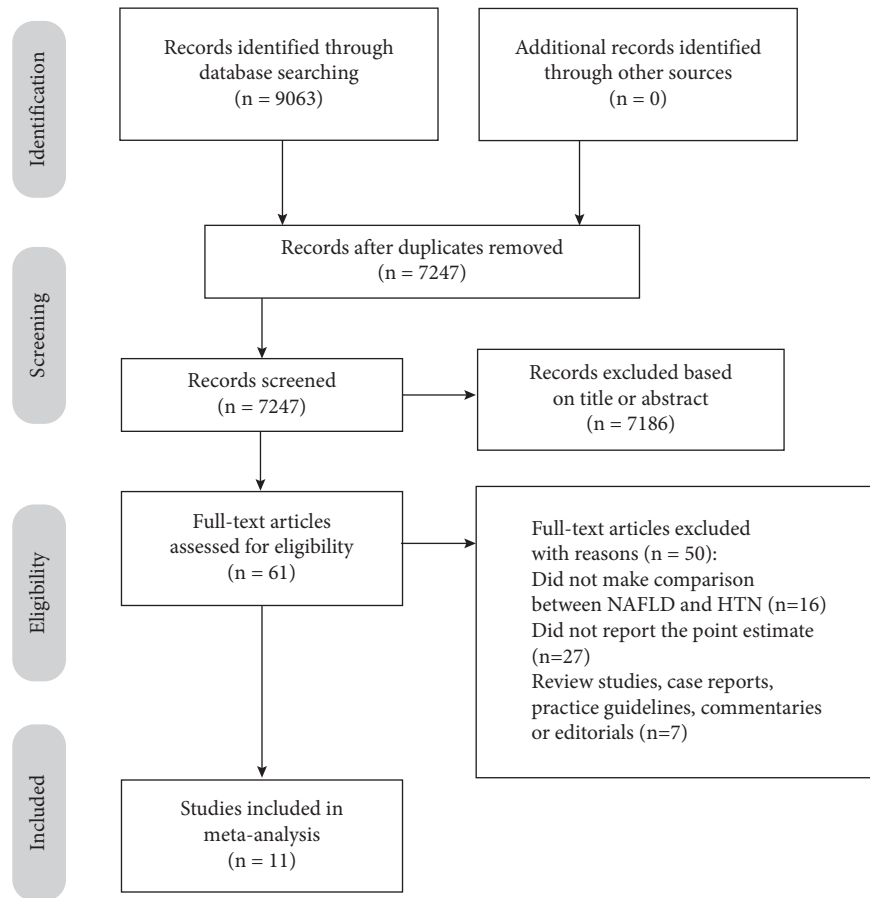 Identification
Records identified through
database searching
(n = 9063)
Additional records identified
through other sources
(n = 0)
Records after duplicates removed
(n = 7247)
Screening
Records screened
(n = 7247)
Records excluded based
on title or abstract
(n = 7186)
Eligibility
Full-text articles
assessed for eligibility
(n = 61)
Full-text articles excluded
with reasons (n = 50):
Did not make comparison
between NAFLD and HTN (n=16)
Did not report the point estimate
(n=27)
Review studies, case reports,
practice guidelines, commentaries
or editorials (n=7)
Included
Studies included in
meta-analysis
(n = 11)